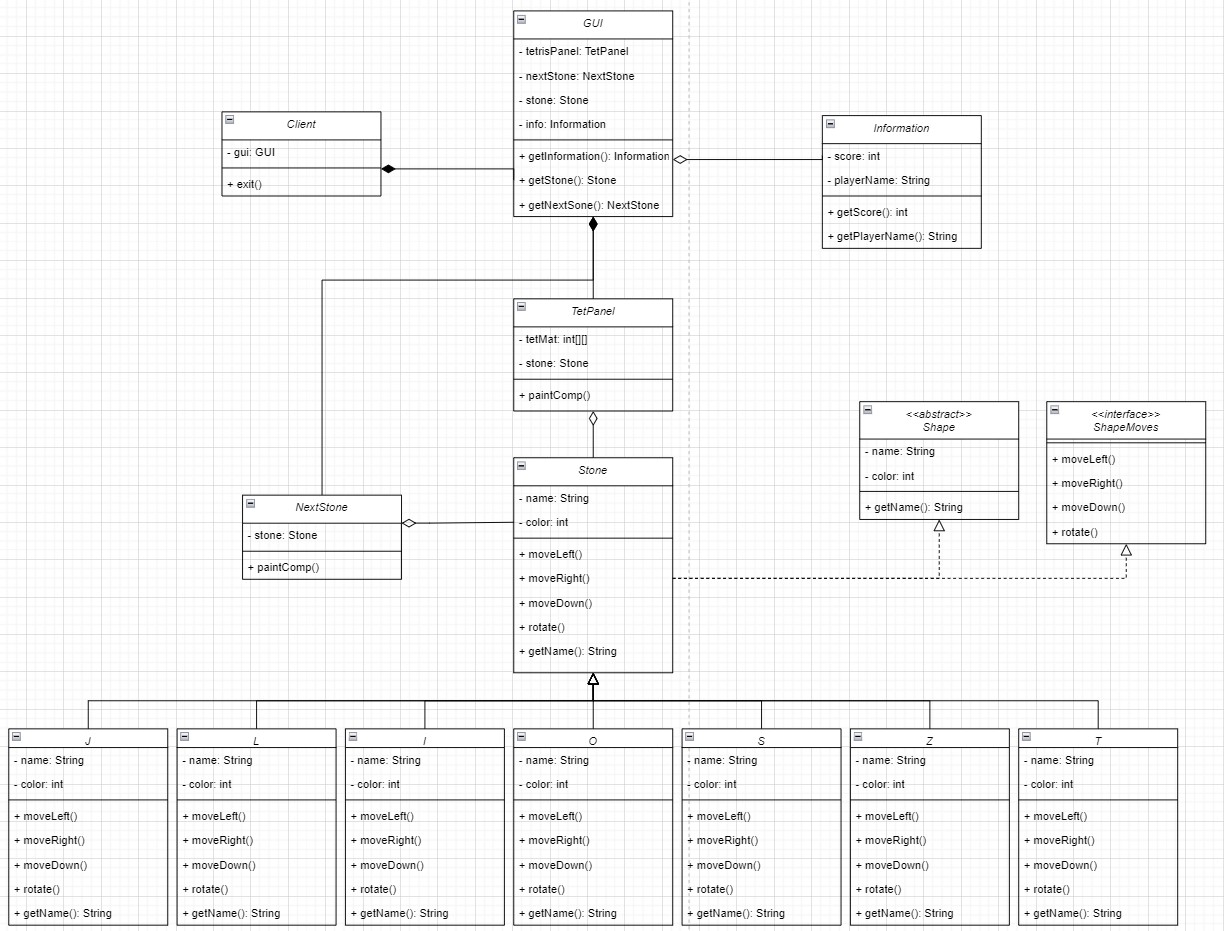 GUI
- tetrisPanel: TetPanel
- nextStone: NextStone
- stone: Stone
- info: Information
+ getInformation(): Information
+ getStone(): Stone
+ getNextSone(): NextStone
Client
- gui: GUI
+ exit()
Information
- score: int
- playerName: String
+ getScore(): int
+ getPlayerName(): String
TetPanel
- tetMat: int[][]
- stone: Stone
+ paintComp()
<<abstract>>
Shape
- name: String
- color: int
+ getName(): String
<<interface>>
ShapeMoves
+ moveLeft()
+ moveRight()
+ moveDown()
+ rotate()
NextStone
- stone: Stone
+ paintComp()
Stone
- name: String
- color: int
+ moveLeft()
+ moveRight()
+ moveDown()
+ rotate()
+ getName(): String
J
- name: String
- color: int
+ moveLeft()
+ moveRight()
+ moveDown()
+ rotate()
+ getName(): String
L
- name: String
- color: int
+ moveLeft()
+ moveRight()
+ moveDown()
+ rotate()
+ getName(): String
I
- name: String
- color: int
+ moveLeft()
+ moveRight()
+ moveDown()
+ rotate()
+ getName(): String
O
- name: String
- color: int
+ moveLeft()
+ moveRight()
+ moveDown()
+ rotate()
+ getName(): String
S
- name: String
- color: int
+ moveLeft()
+ moveRight()
+ moveDown()
+ rotate()
+ getName(): String
Z
- name: String
- color: int
+ moveLeft()
+ moveRight()
+ moveDown()
+ rotate()
+ getName(): String
T
- name: String
- color: int
+ moveLeft()
+ moveRight()
+ moveDown()
+ rotate()
+ getName(): String